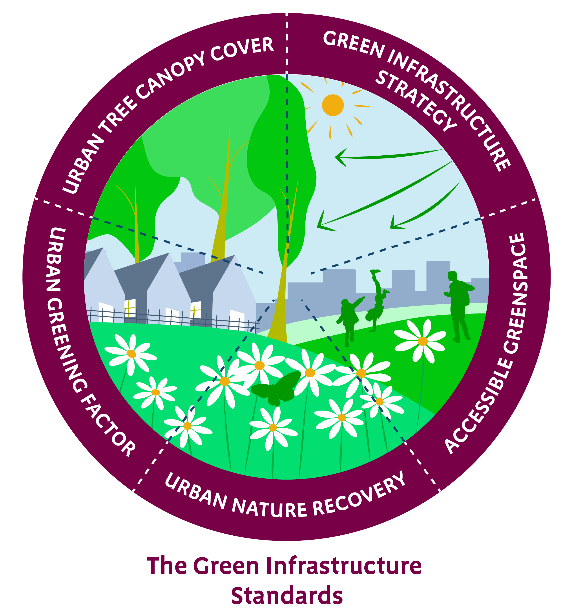 URBAN TREE CANOPY COVER
GREEN INFRASTRUCTURE
STRATEGY
ACCESSIBLE GREENSPACE
URBAN NATURE RECOVERY
URBAN GREENING FACTOR
The Green Infrastructure
Standards